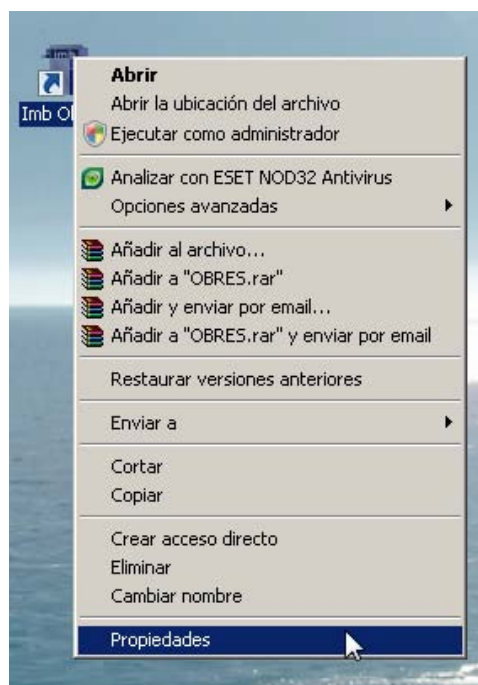 Imb
Imb Ob
Abrir
Abrir la ubicación del archivo
Ejecutar como administrador
Analizar con ESET NOD32 Antivirus
Opciones avanzadas
Añadir al archivo...
Añadir a "OBRES.rar"
Añadir y enviar por email...
Añadir a "OBRES.rar" y enviar por email
Restaurar versiones anteriores
Enviar a
Cortar
Copiar
Crear acceso directo
Eliminar
Cambiar nombre
Propiedades